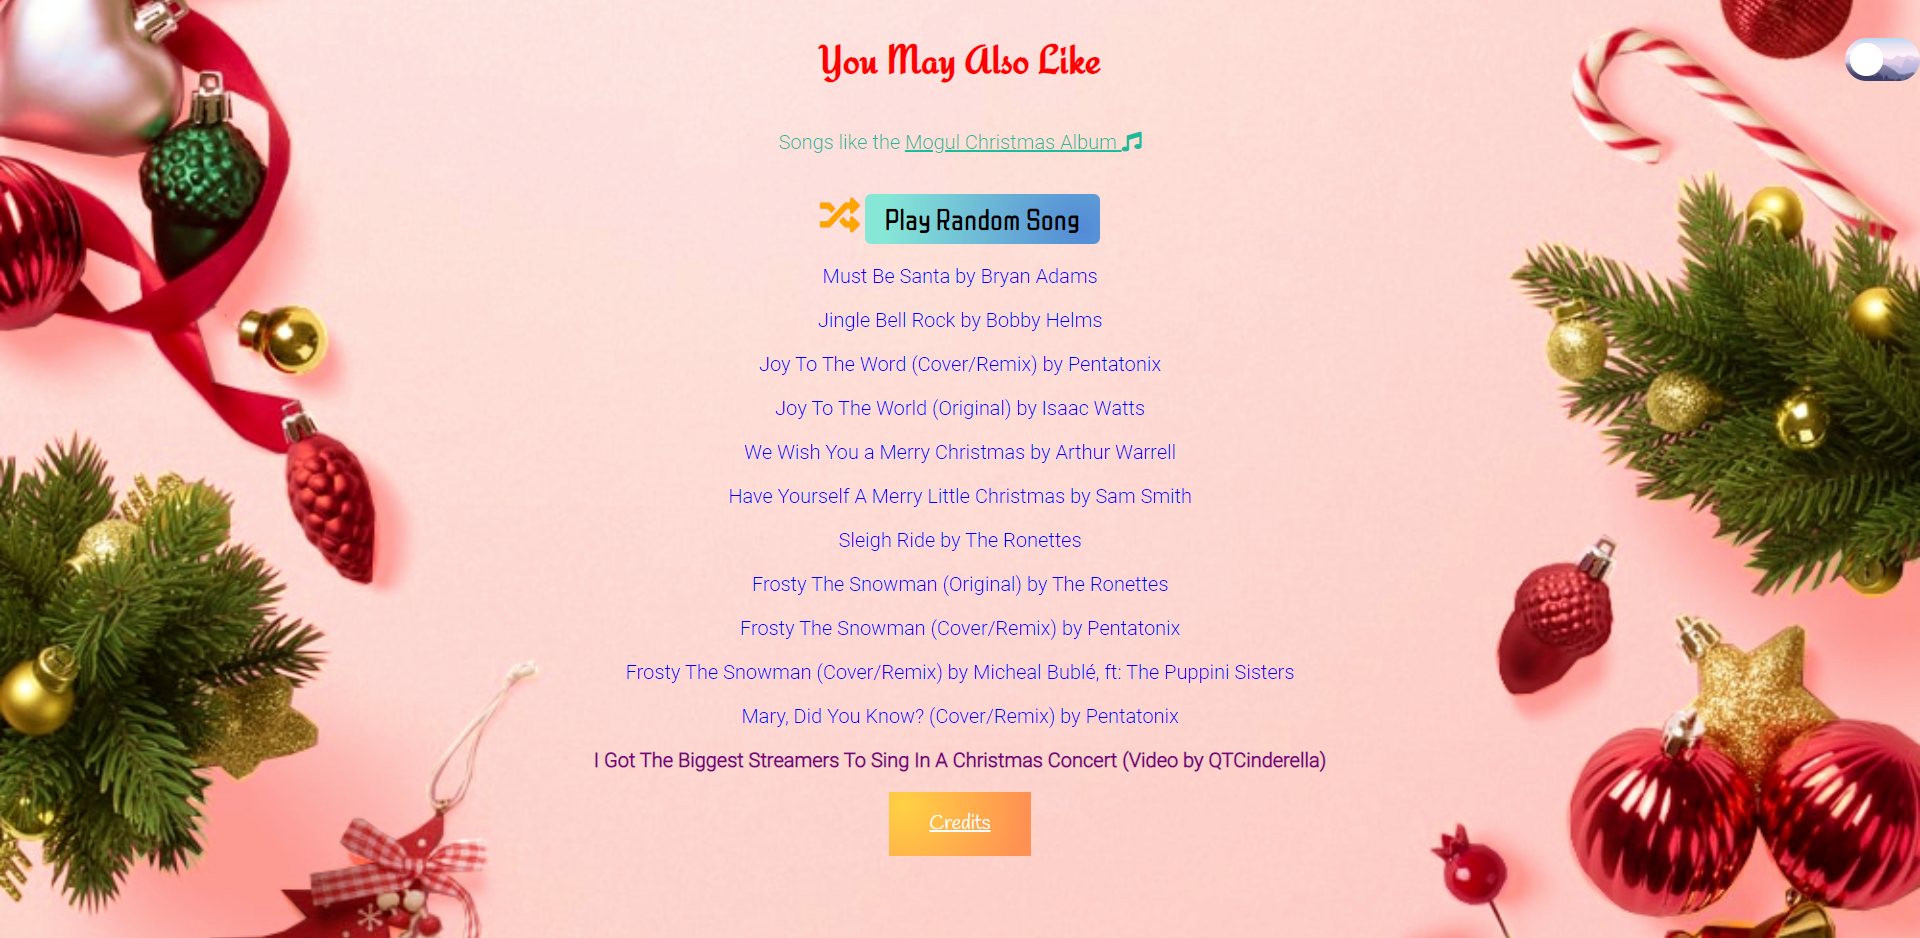 You May Also Like
Songs like the Mogul Christmas Album
Play Random Song
Must Be Santa by Bryan Adams
Jingle Bell Rock by Bobby Helms
Joy To The Word (Cover/Remix) by Pentatonix
Joy To The World (Original) by Isaac Watts
We Wish You a Merry Christmas by Arthur Warrell
Have Yourself A Merry Little Christmas by Sam Smith
Sleigh Ride by The Ronettes
Frosty The Snowman (Original) by The Ronettes
Frosty The Snowman (Cover/Remix) by Pentatonix
Frosty The Snowman (Cover/Remix) by Micheal Bublé, ft: The Puppini Sisters
Mary, Did You Know? (Cover/Remix) by Pentatonix
I Got The Biggest Streamers To Sing In A Christmas Concert (Video by QTCinderella)
Credits